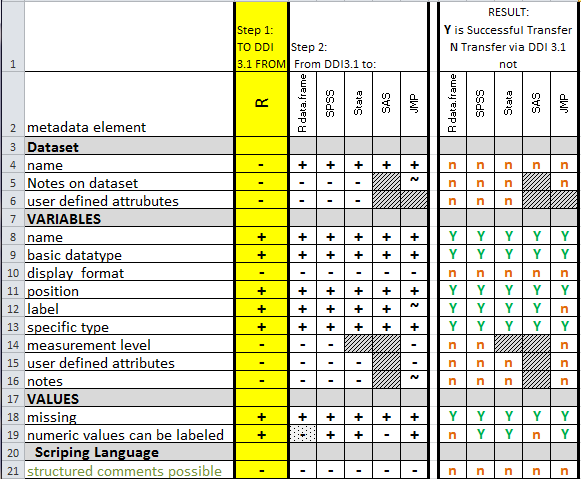 RESULT:
Step 1: Y is Successful Transfer
TO DDI Step 2: N Transfer via DDI 3.1
1 3.1 FROM From DDI3.1 to: not
2 metadata element R R data.frame SPSS Stata SAS JMP R data.frame SPSS Stata SAS JMP
3 Dataset
4 name - + + + + + n n n n n
5 Notes on dataset - - - - ~ n n n n
6 user defined attrubutes - - - - n n n
7 VARIABLES
8 name + + + + + + Y Y Y Y Y
9 basic datatype + + + + + + Y Y Y Y Y
10 display format - - - - - - n n n n n
11 position + + + + + + Y Y Y Y Y
12 label + + + + + ~ Y Y Y Y n
13 specific type + + + + + + Y Y Y Y Y
14 measurement level - - - - n n n
15 user defined attributes - - - - - n n n n
16 notes - - - - ~ n n n n
17 VALUES
18 missing + + + + + + Y Y Y Y Y
19 numeric values can be labeled + - + + - + n Y Y n Y
20 Scriping Language
21 structured comments possible - - - - - - n n n n n